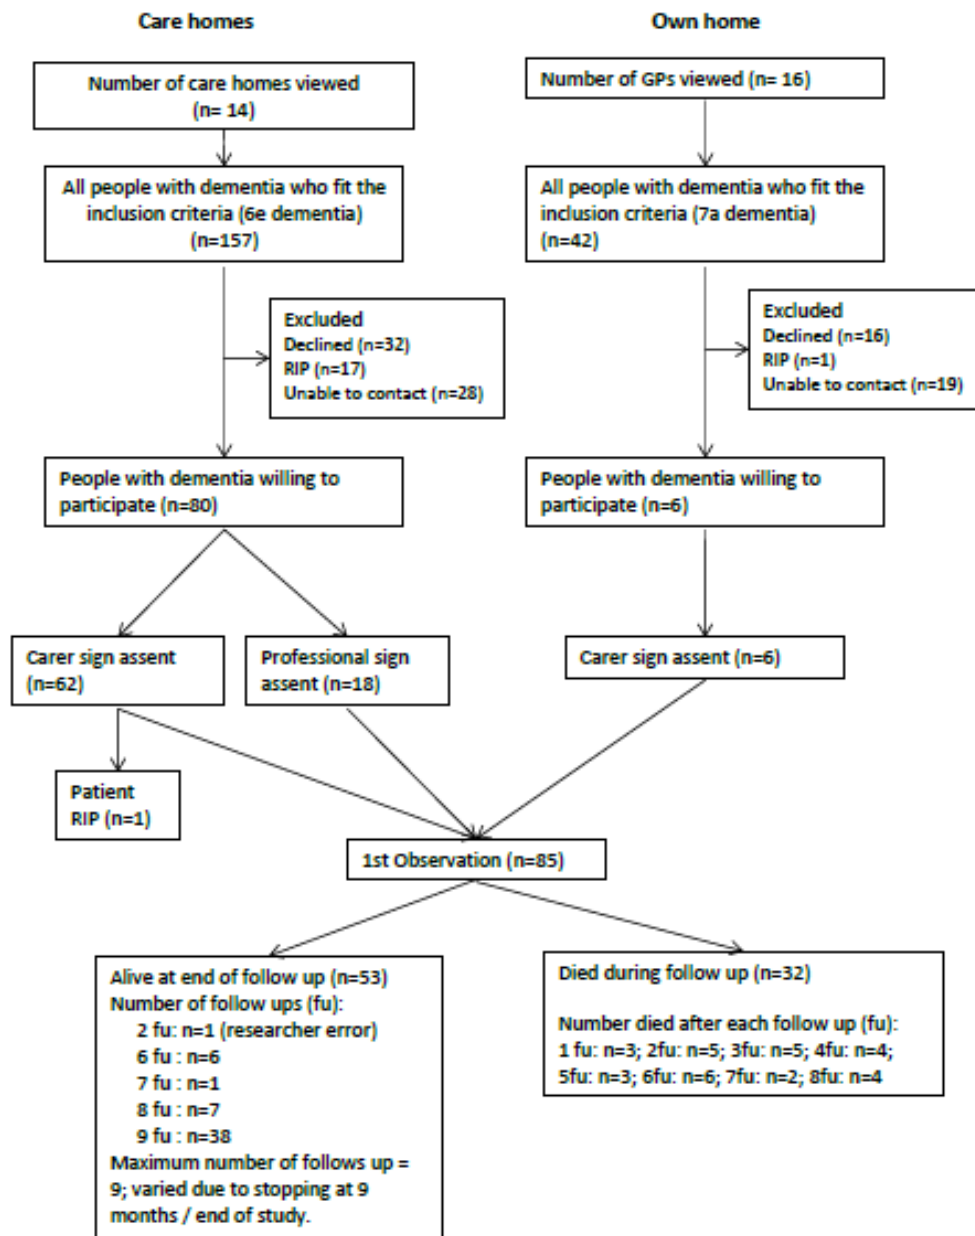 Care homes
Own home
Number of care homes viewed
(n= 14)
Number of GPs viewed (n= 16)
All people with dementia who fit the
inclusion criteria (6e dementia)
(n=157)
All people with dementia who fit the
inclusion criteria (7a dementia)
(n=42)
Excluded
Declined (n=32)
RIP (n=17)
Unable to contact (n=28)
Excluded
Declined (n=16)
RIP (n=1)
Unable to contact (n=19)
People with dementia willing to
participate (n=80)
People with dementia willing to
participate (n=6)
Carer sign assent
(n=62)
Professional sign
assent (n=18)
Carer sign assent (n=6)
Patient
RIP (n=1)
1st Observation (n=85)
Alive at end of follow up (n=53)
Number of follow ups (fu):
2 fu: n=1 (researcher error)
6 fu : n=6
7 fu : n=1
8 fu : n=7
9 fu : n=38
Maximum number of follows up =
9; varied due to stopping at 9
months / end of study.
Died during follow up (n=32)
Number died after each follow up (fu):
1 fu: n=3; 2fu: n=5; 3fu: n=5; 4fu: n=4;
5fu: n=3; 6fu: n=6; 7fu: n=2; 8fu: n=4